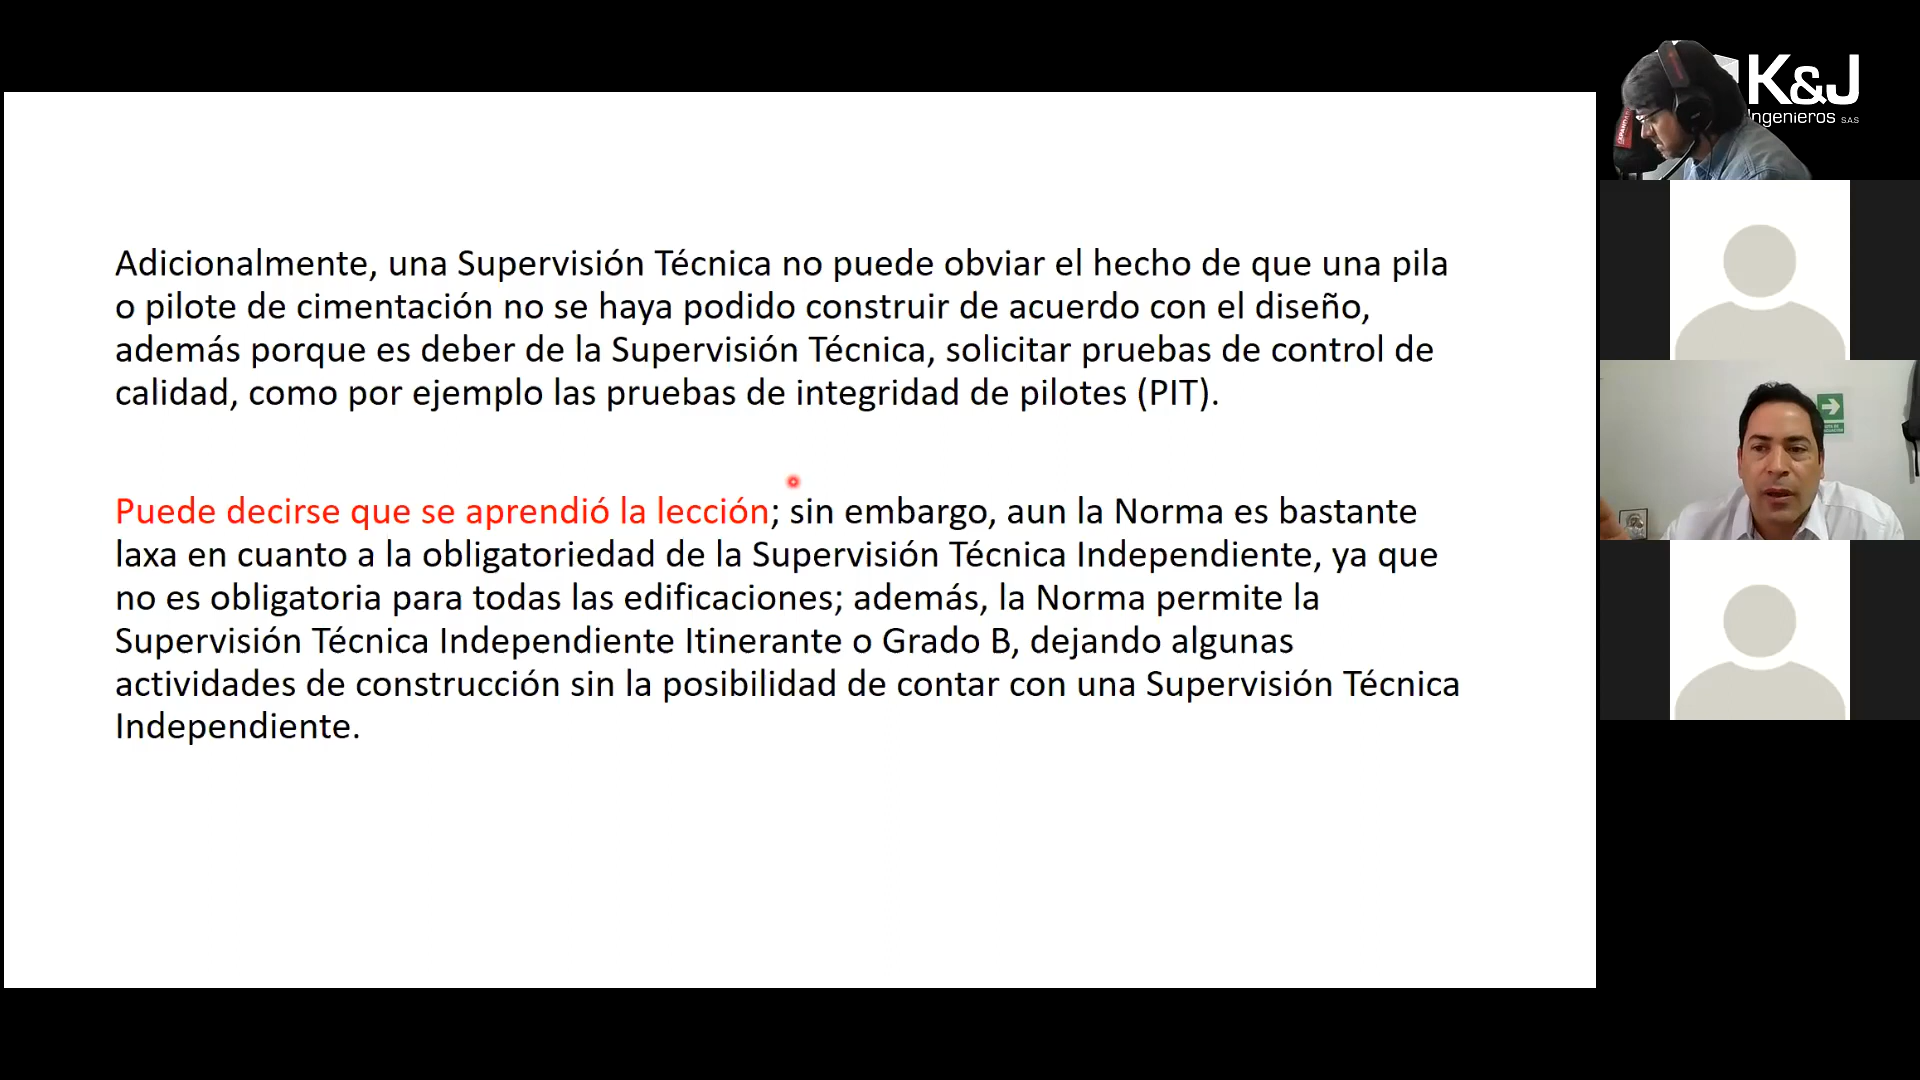 Adicionalmente, una Supervisión Técnica no puede obviar el hecho de que una pila
o pilote de cimentación no se haya podido construir de acuerdo con el diseño,
además porque es deber de la Supervisión Técnica, solicitar pruebas de control de
calidad, como por ejemplo las pruebas de integridad de pilotes (PIT).
Puede decirse que se aprendió la lección; sin embargo, aun la Norma es bastante
laxa en cuanto a la obligatoriedad de la Supervisión Técnica Independiente, ya que
no es obligatoria para todas las edificaciones; además, la Norma permite la
Supervisión Técnica Independiente Itinerante o Grado B, dejando algunas
actividades de construcción sin la posibilidad de contar con una Supervisión Técnica
Independiente.
K&J
Ingenieros S.A.S